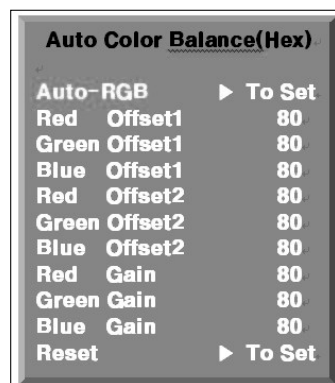 Auto Color Balance(Hex)
Auto-RGB ▶ To Set
Red Offset1 80
Green Offset1 80
Blue Offset1 80
Red Offset2 80
Green Offset2 80
Blue Offset2 80
Red Gain 80
Green Gain 80
Blue Gain 80
Reset ▶ To Set